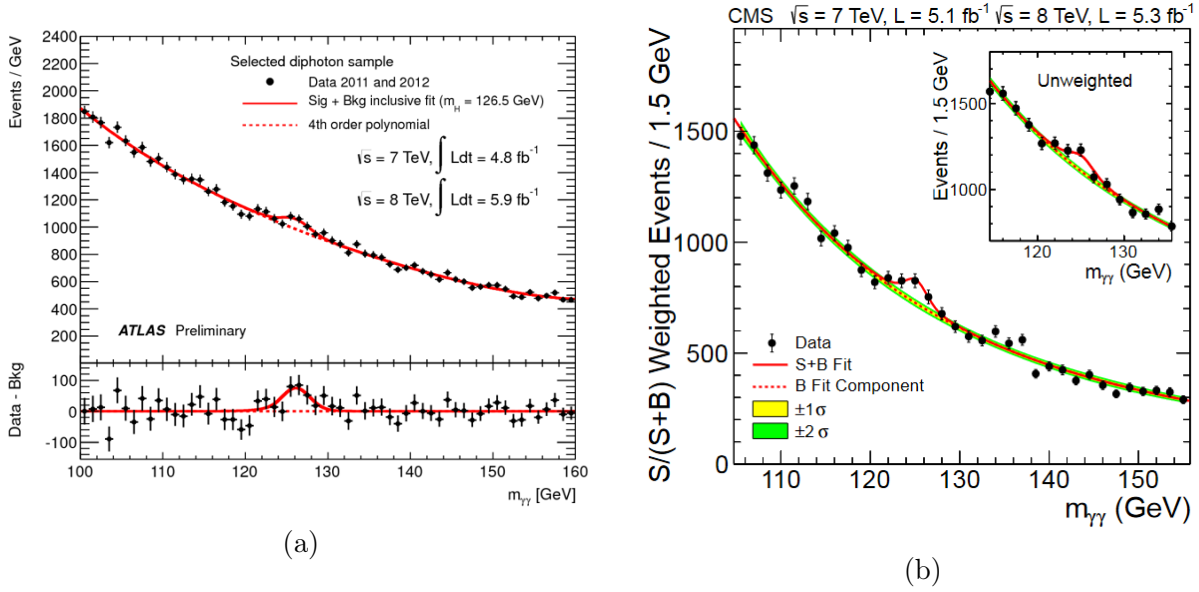 Events / GeV
2400
2200
2000
1800
1600
1400
1200
1000
800
600
400
200
Selected diphoton sample
Data 2011 and 2012
Sig + Bkg inclusive fit (m_H = 126.5 GeV)
4th order polynomial
√s = 7 TeV, ∫ Ldt = 4.8 fb⁻¹
√s = 8 TeV, ∫ Ldt = 5.9 fb⁻¹
ATLAS Preliminary
Data - Bkg
100
0
-100
100 110 120 130 140 150 160
m_γγ [GeV]
(a)
CMS √s = 7 TeV, L = 5.1 fb⁻¹ √s = 8 TeV, L = 5.3 fb⁻¹
S/(S+B) Weighted Events / 1.5 GeV
1500
1000
500
0
Unweighted
Events / 1.5 GeV
1500
1000
120 130
m_γγ (GeV)
Data
S+B Fit
B Fit Component
±1σ
±2 σ
110 120 130 140 150
m_γγ (GeV)
(b)